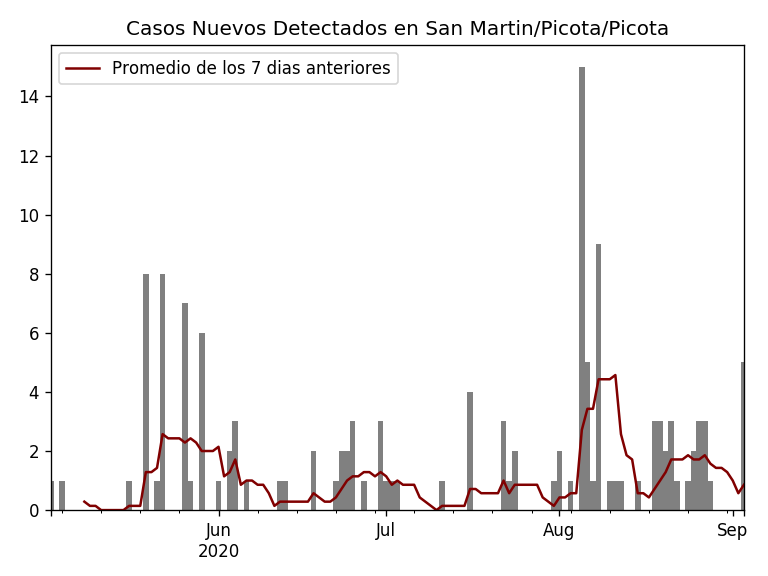 Casos Nuevos Detectados en San Martin/Picota/Picota
Promedio de los 7 dias anteriores
14
12
10
8
6
4
2
0
Jun
2020
Jul
Aug
Sep